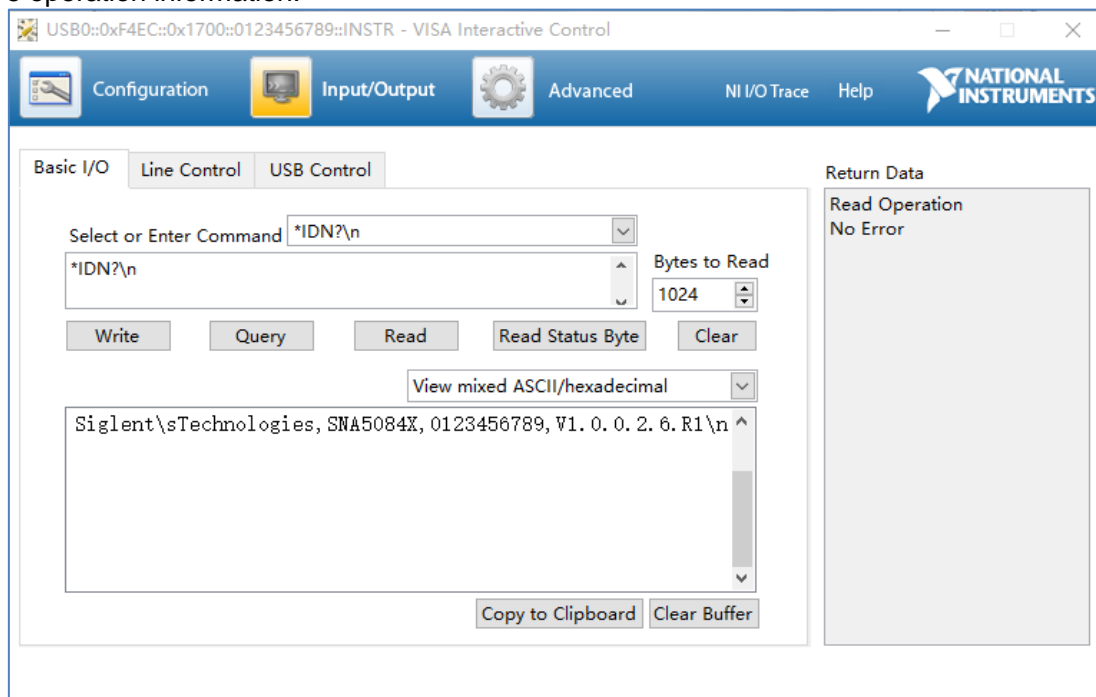 e operation information.
USB0::0xF4EC::0x1700::0123456789::INSTR - VISA Interactive Control
Configuration
Input/Output
Advanced
NI I/O Trace
Help
NATIONAL
INSTRUMENTS
Basic I/O
Line Control
USB Control
Return Data
Read Operation
No Error
Select or Enter Command
*IDN?\n
*IDN?\n
Bytes to Read
1024
Write
Query
Read
Read Status Byte
Clear
View mixed ASCII/hexadecimal
Siglent\sTechnologies,SNA5084X,0123456789,V1.0.0.2.6.R1\n
Copy to Clipboard
Clear Buffer